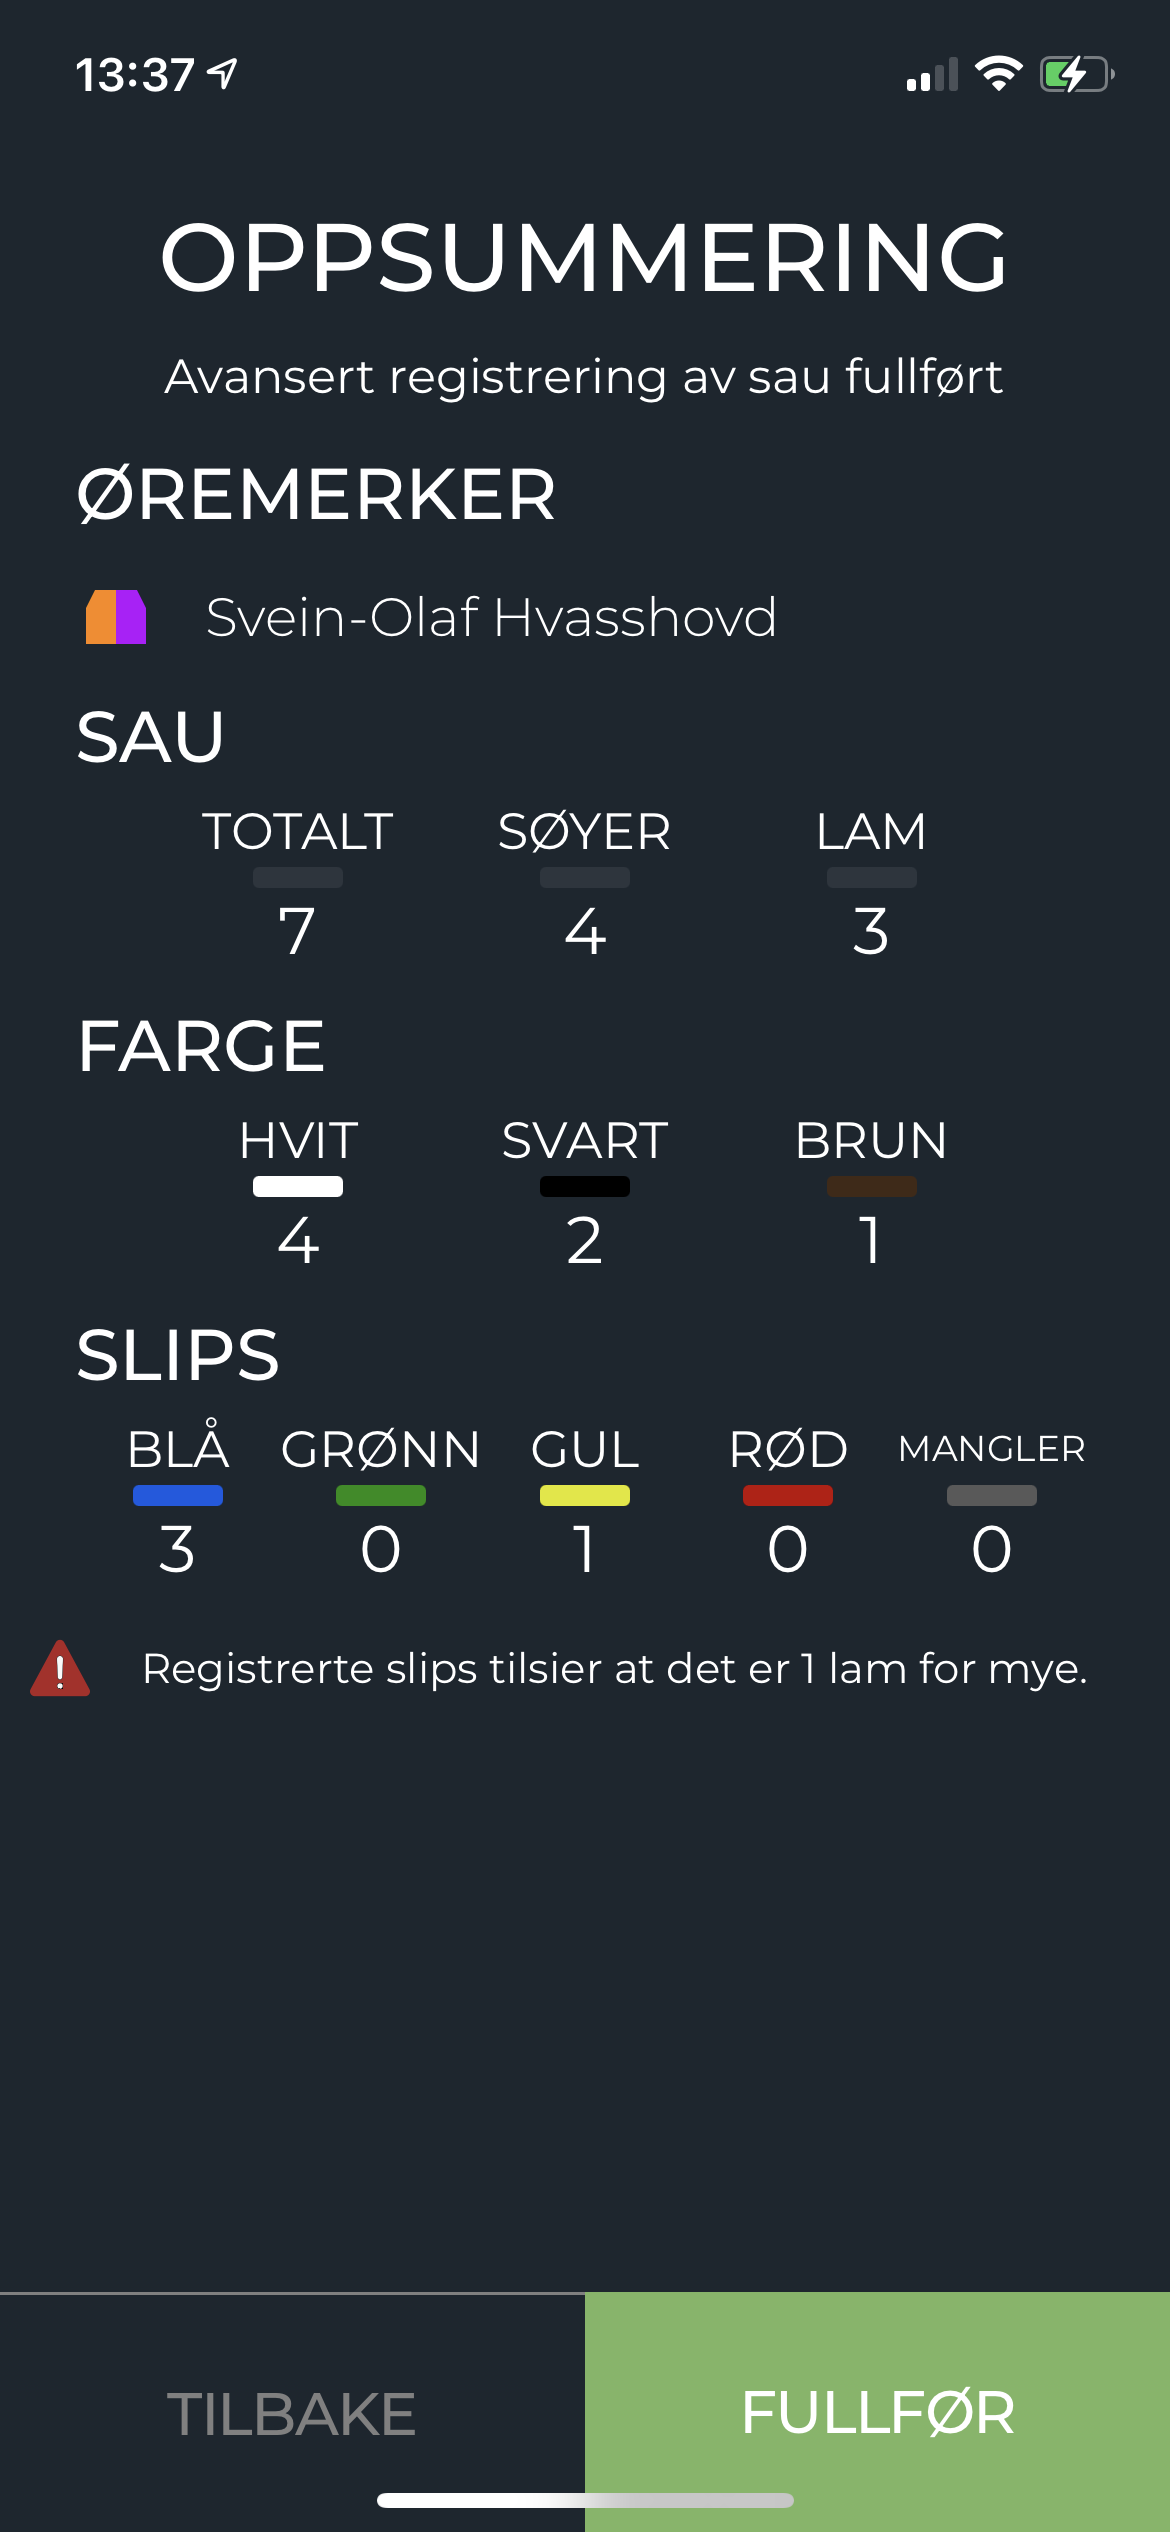 13:37
OPPSUMMERING
Avansert registrering av sau fullført
ØREMERKER
Svein-Olaf Hvasshovd
SAU
TOTALT SØYER LAM
7 4 3
FARGE
HVIT SVART BRUN
4 2 1
SLIPS
BLÅ GRØNN GUL RØD MANGLER
3 0 1 0 0
Registrerte slips tilsier at det er 1 lam for mye.
TILBAKE FULLFØR